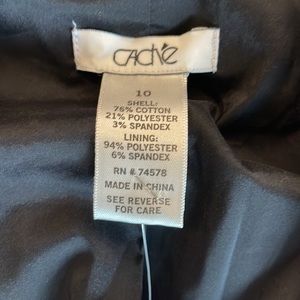 CACHÉ
10
SHELL:
76% COTTON
21% POLYESTER
3% SPANDEX
LINING:
94% POLYESTER
6% SPANDEX
RN # 74578
MADE IN CHINA
SEE REVERSE
FOR CARE